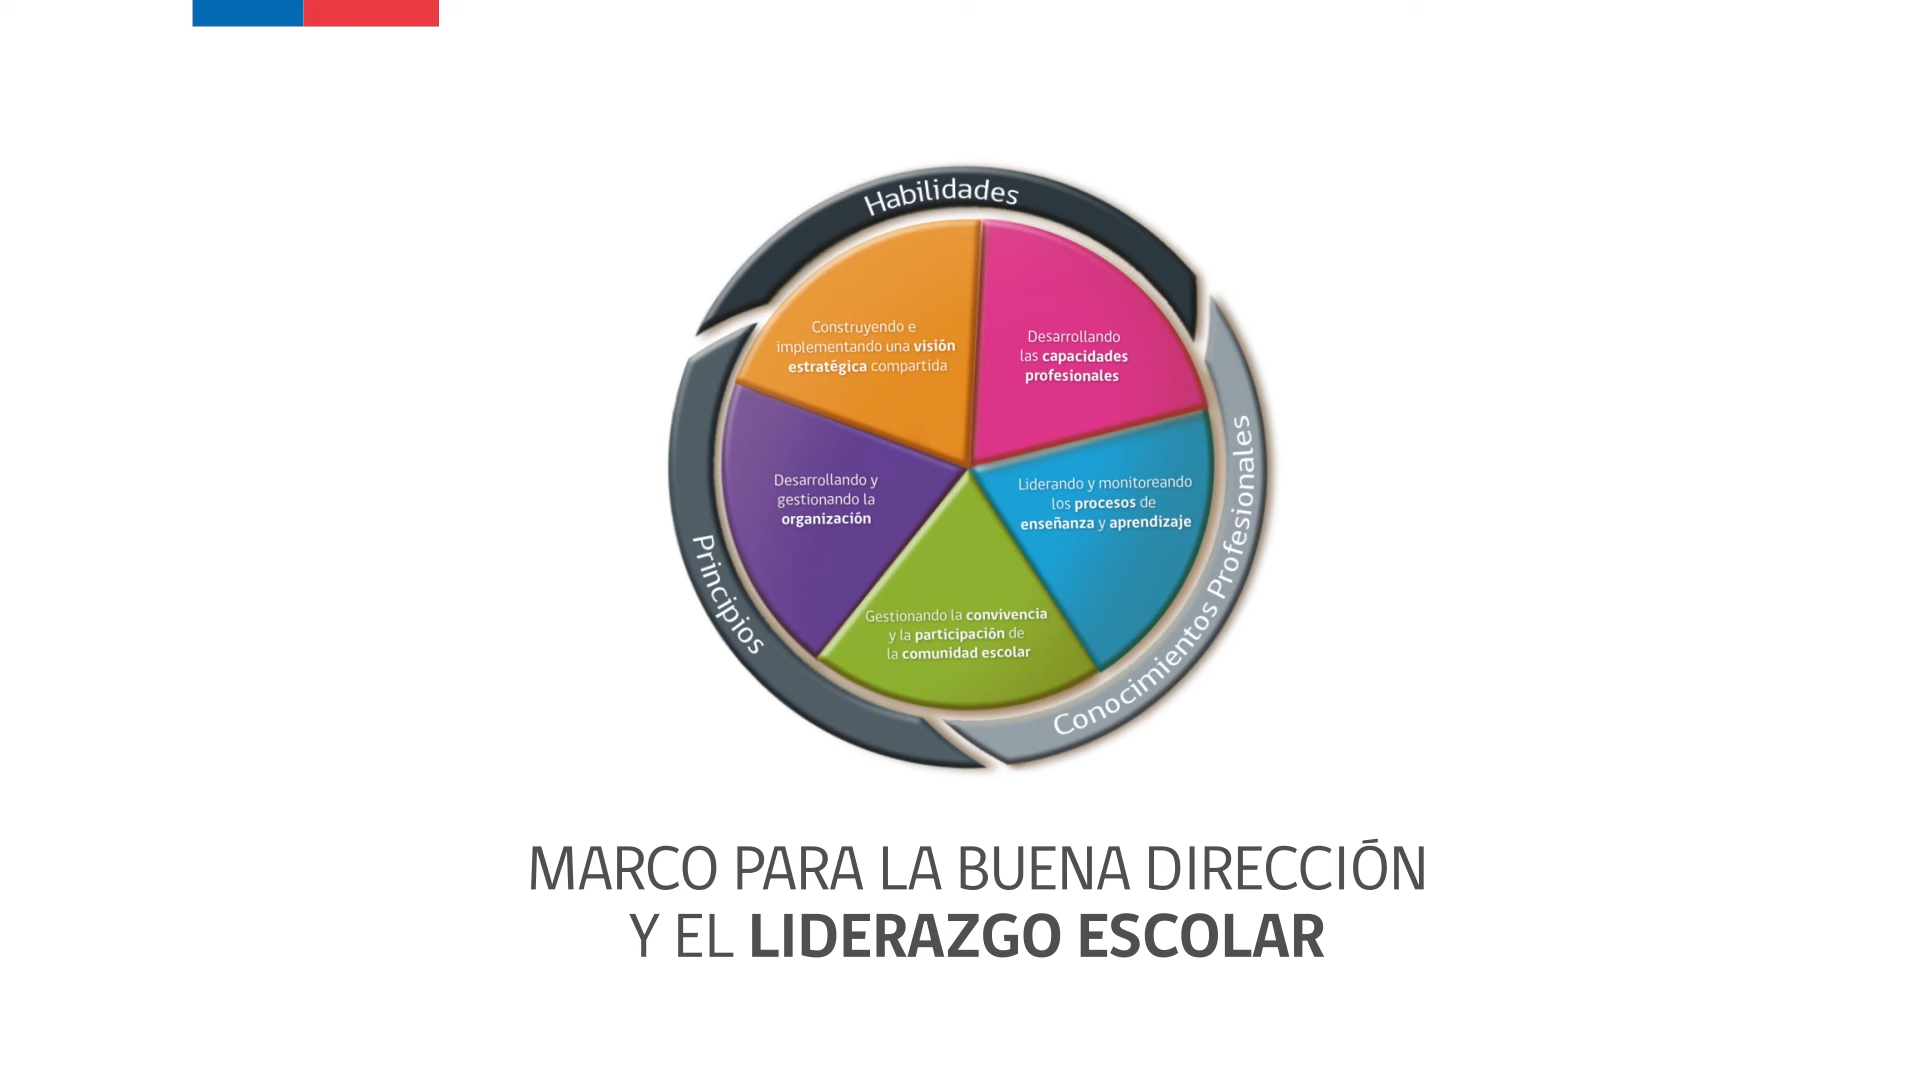 Habilidades
Construyendo e
implementando una visión
estratégica compartida
Desarrollando
las capacidades
profesionales
Desarrollando y
gestionando la
organización
Liderando y monitoreando
los procesos de
enseñanza y aprendizaje
Gestionando la convivencia
y la participación de
la comunidad escolar
Principios
Conocimientos Profesionales
MARCO PARA LA BUENA DIRECCIÓN
Y EL LIDERAZGO ESCOLAR